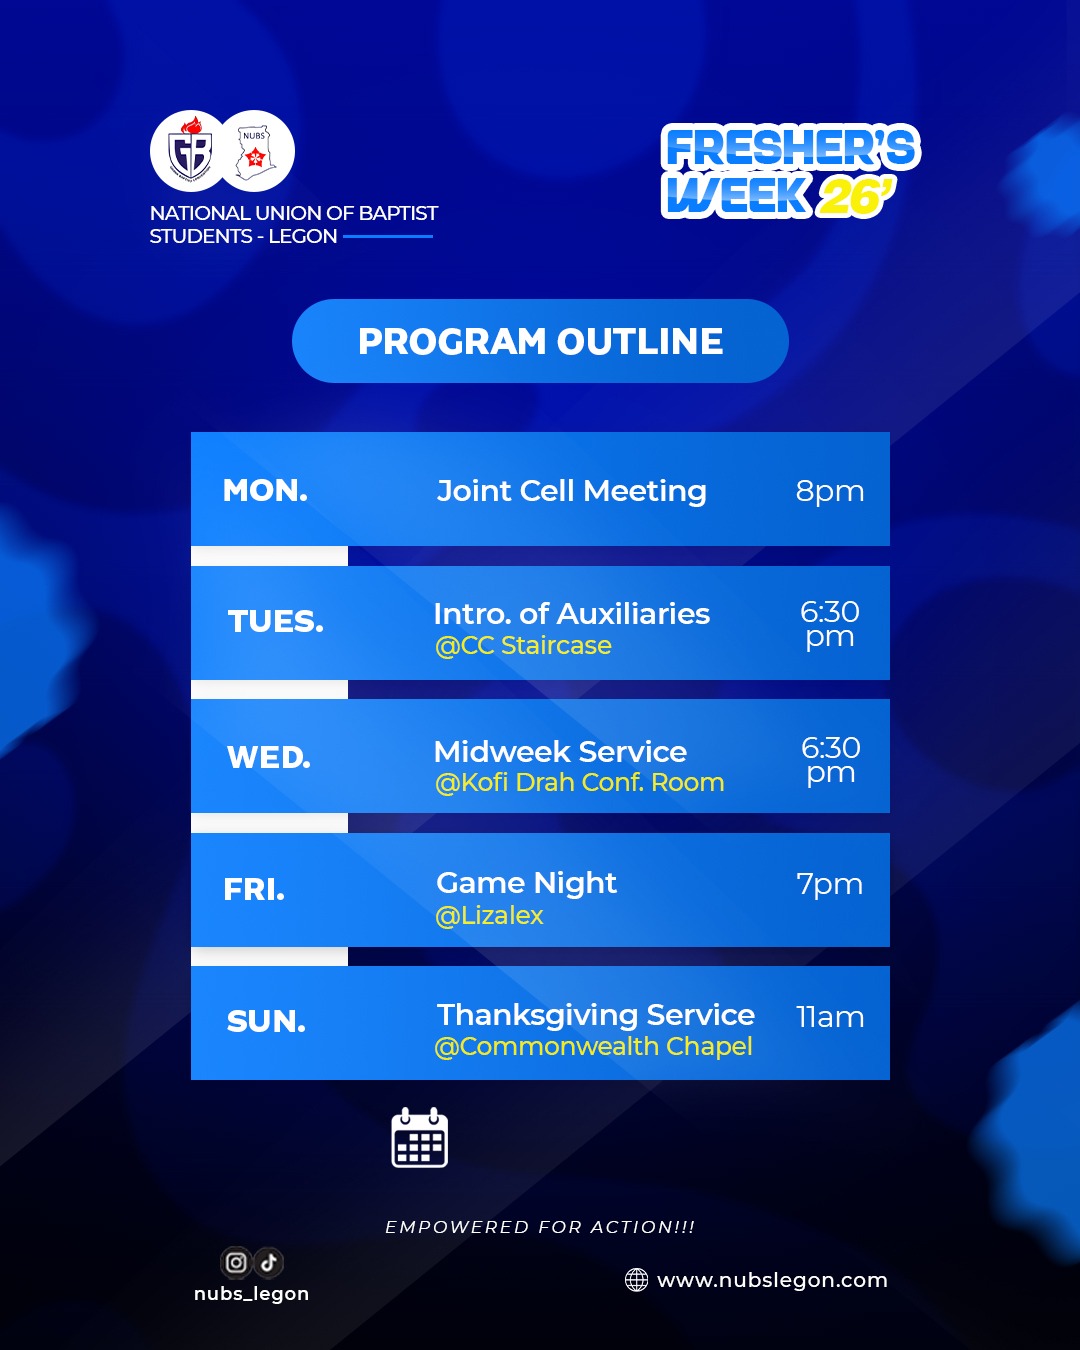 NUBS
NATIONAL UNION OF BAPTIST
STUDENTS - LEGON
FRESHER'S
WEEK 26'
PROGRAM OUTLINE
MON.
Joint Cell Meeting
8pm
TUES.
Intro. of Auxiliaries
@CC Staircase
6:30
pm
WED.
Midweek Service
@Kofi Drah Conf. Room
6:30
pm
FRI.
Game Night
@Lizalex
7pm
SUN.
Thanksgiving Service
@Commonwealth Chapel
11am
EMPOWERED FOR ACTION!!!
nubs_legon
www.nubslegon.com